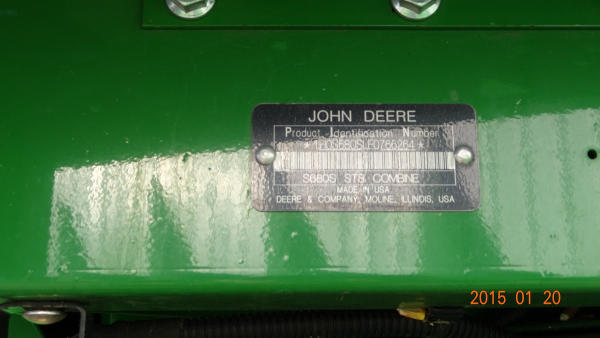 JOHN DEERE
Product Identification Number
*1H0S680SLF0766264*
S680S STS COMBINE
MADE IN USA
DEERE & COMPANY, MOLINE, ILLINOIS, USA
2015 01 20